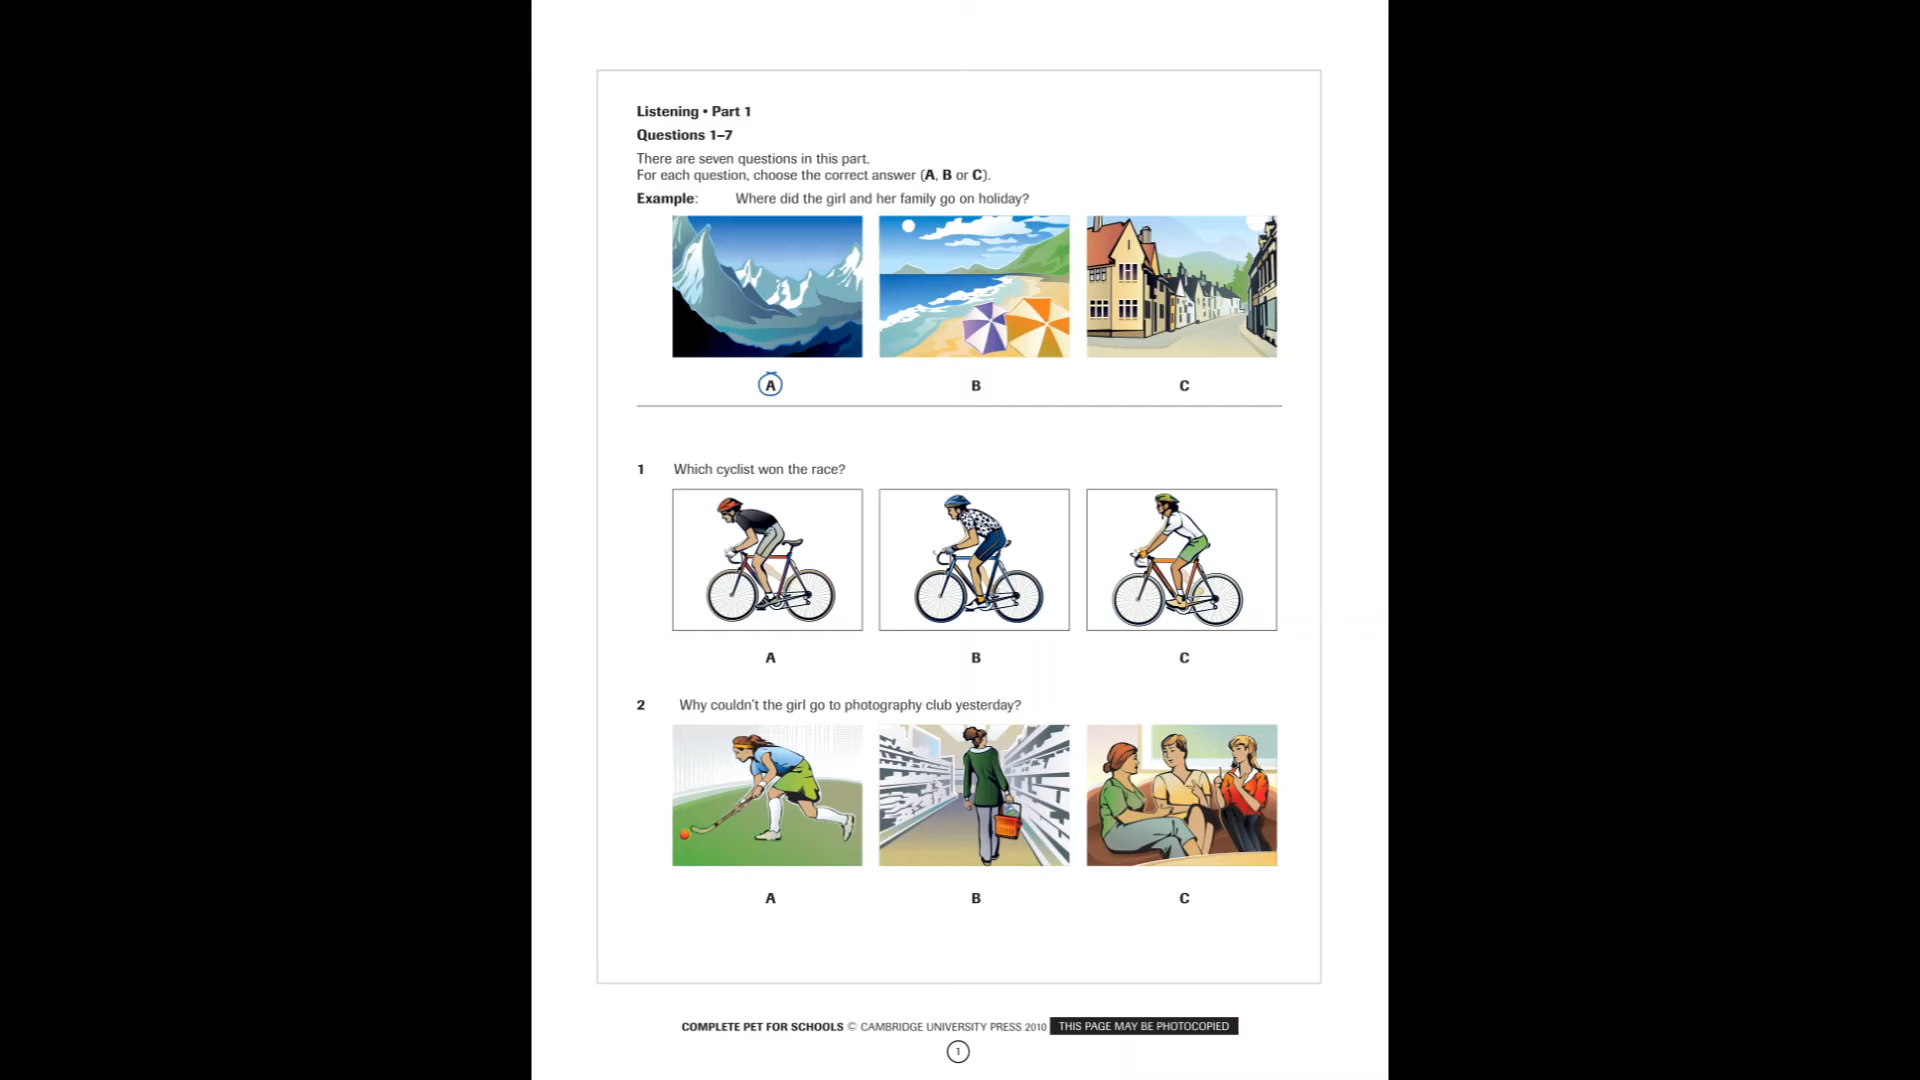 Listening • Part 1
Questions 1–7
There are seven questions in this part.
For each question, choose the correct answer (A, B or C).
Example: Where did the girl and her family go on holiday?
A B C
1 Which cyclist won the race?
A B C
2 Why couldn't the girl go to photography club yesterday?
A B C
COMPLETE PET FOR SCHOOLS © CAMBRIDGE UNIVERSITY PRESS 2010 THIS PAGE MAY BE PHOTOCOPIED
1